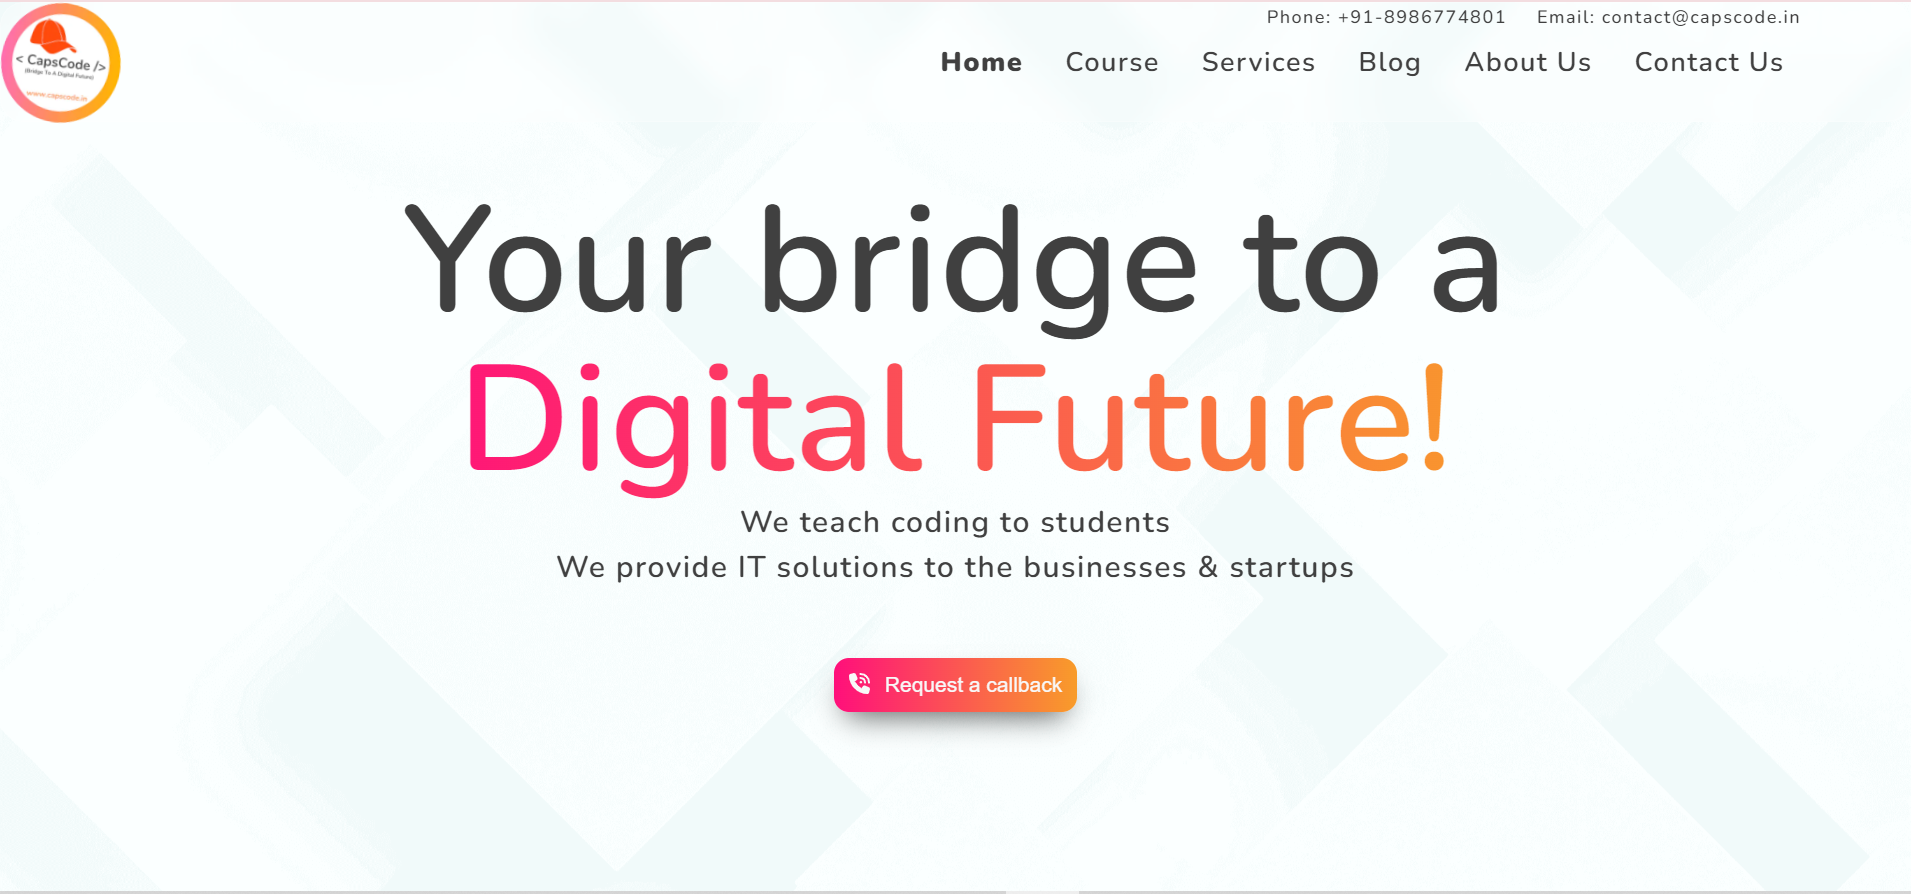 < CapsCode />
(Bridge To A Digital Future)
www.capscode.in
Phone: +91-8986774801 Email: contact@capscode.in
Home Course Services Blog About Us Contact Us
Your bridge to a
Digital Future!
We teach coding to students
We provide IT solutions to the businesses & startups
Request a callback